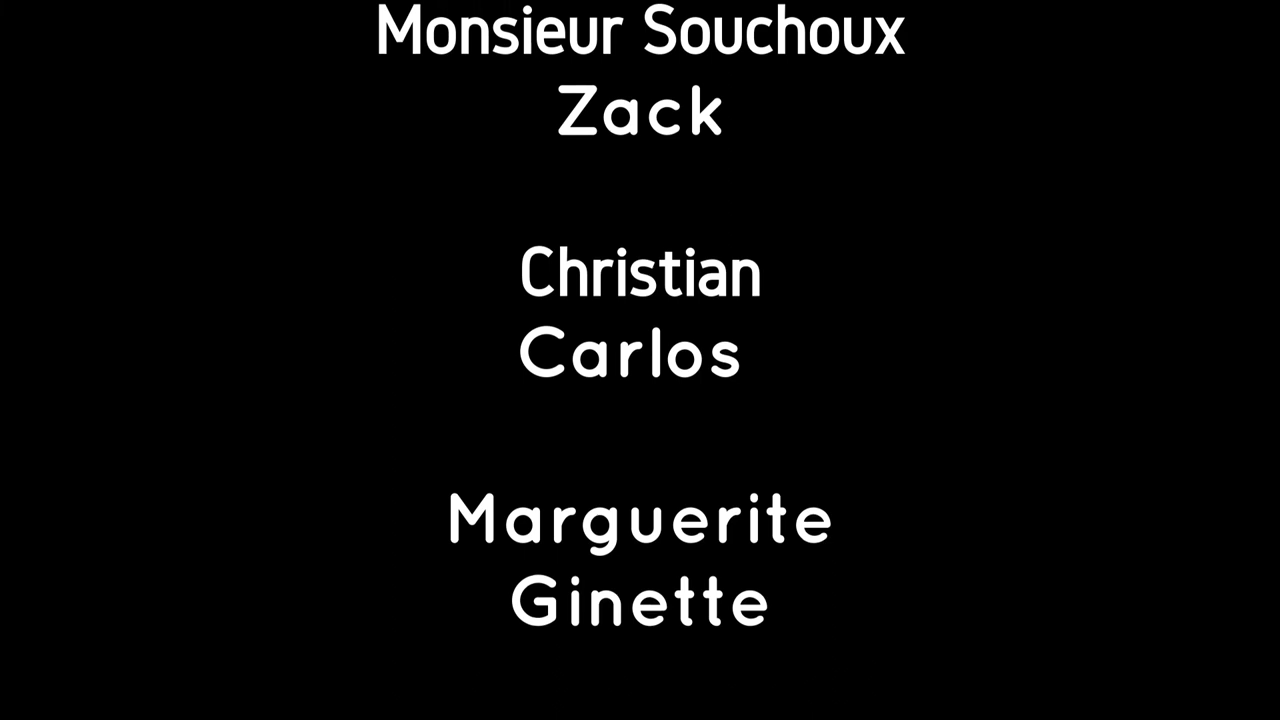 Monsieur Souchoux
Zack
Christian
Carlos
Marguerite
Ginette